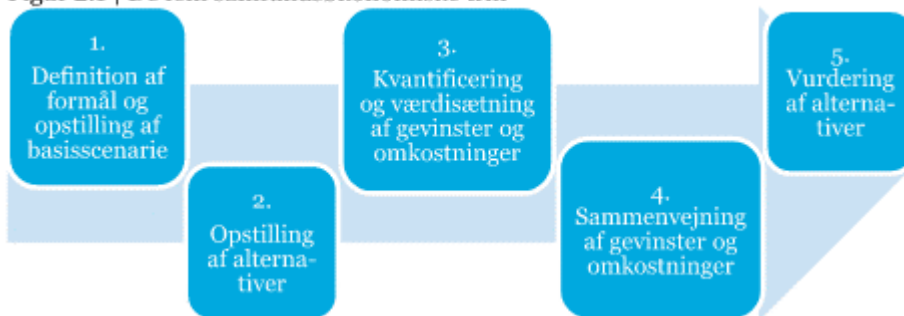 1.
Definition af
formål og
opstilling af
basisscenarie
2.
Opstilling
af alterna-
tiver
3.
Kvantificering
og værdisætning
af gevinster og
omkostninger
4.
Sammenvejning
af gevinster og
omkostninger
5.
Vurdering
af alterna-
tiver